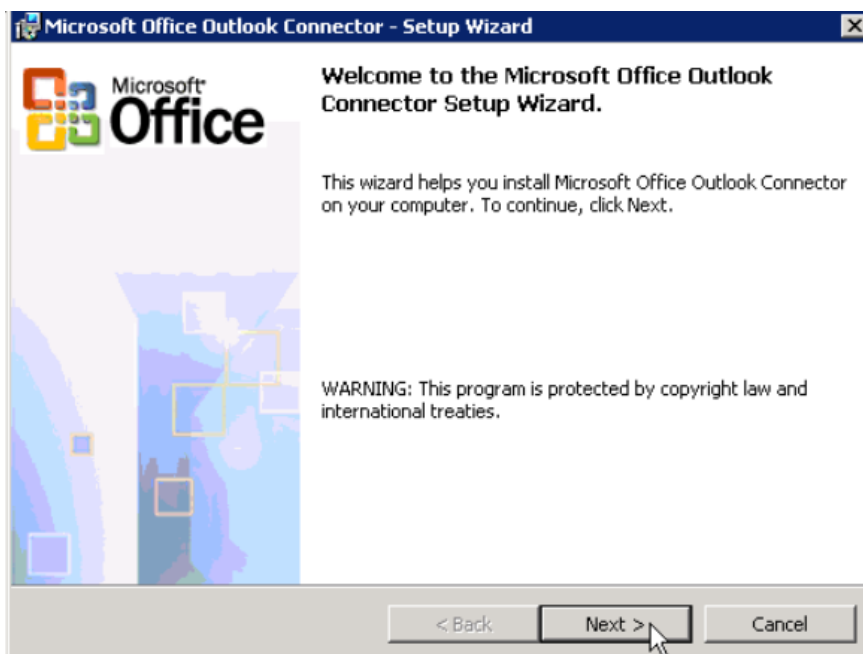 Microsoft Office Outlook Connector - Setup Wizard
Microsoft
Office
Welcome to the Microsoft Office Outlook
Connector Setup Wizard.
This wizard helps you install Microsoft Office Outlook Connector
on your computer. To continue, click Next.
WARNING: This program is protected by copyright law and
international treaties.
< Back
Next >
Cancel